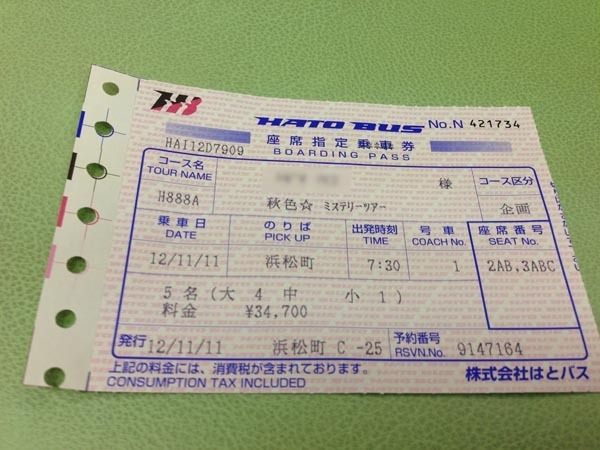 HATO BUS No.N 421734
HAI12D7909 座席指定乗車券
BOARDING PASS
コース名 様 コース区分
TOUR NAME
H888A 秋色☆ ミステリーツアー 企画
乗車日 のりば 出発時刻 号車 座席番号
DATE PICK UP TIME COACH No. SEAT No.
12/11/11 浜松町 7:30 1 2AB,3ABC
5名(大 4 中 小 1)
料金 ¥34,700
発行 12/11/11 浜松町 C -25 予約番号 9147164
RSVN.No.
上記の料金には、消費税が含まれております。
CONSUMPTION TAX INCLUDED 株式会社はとバス